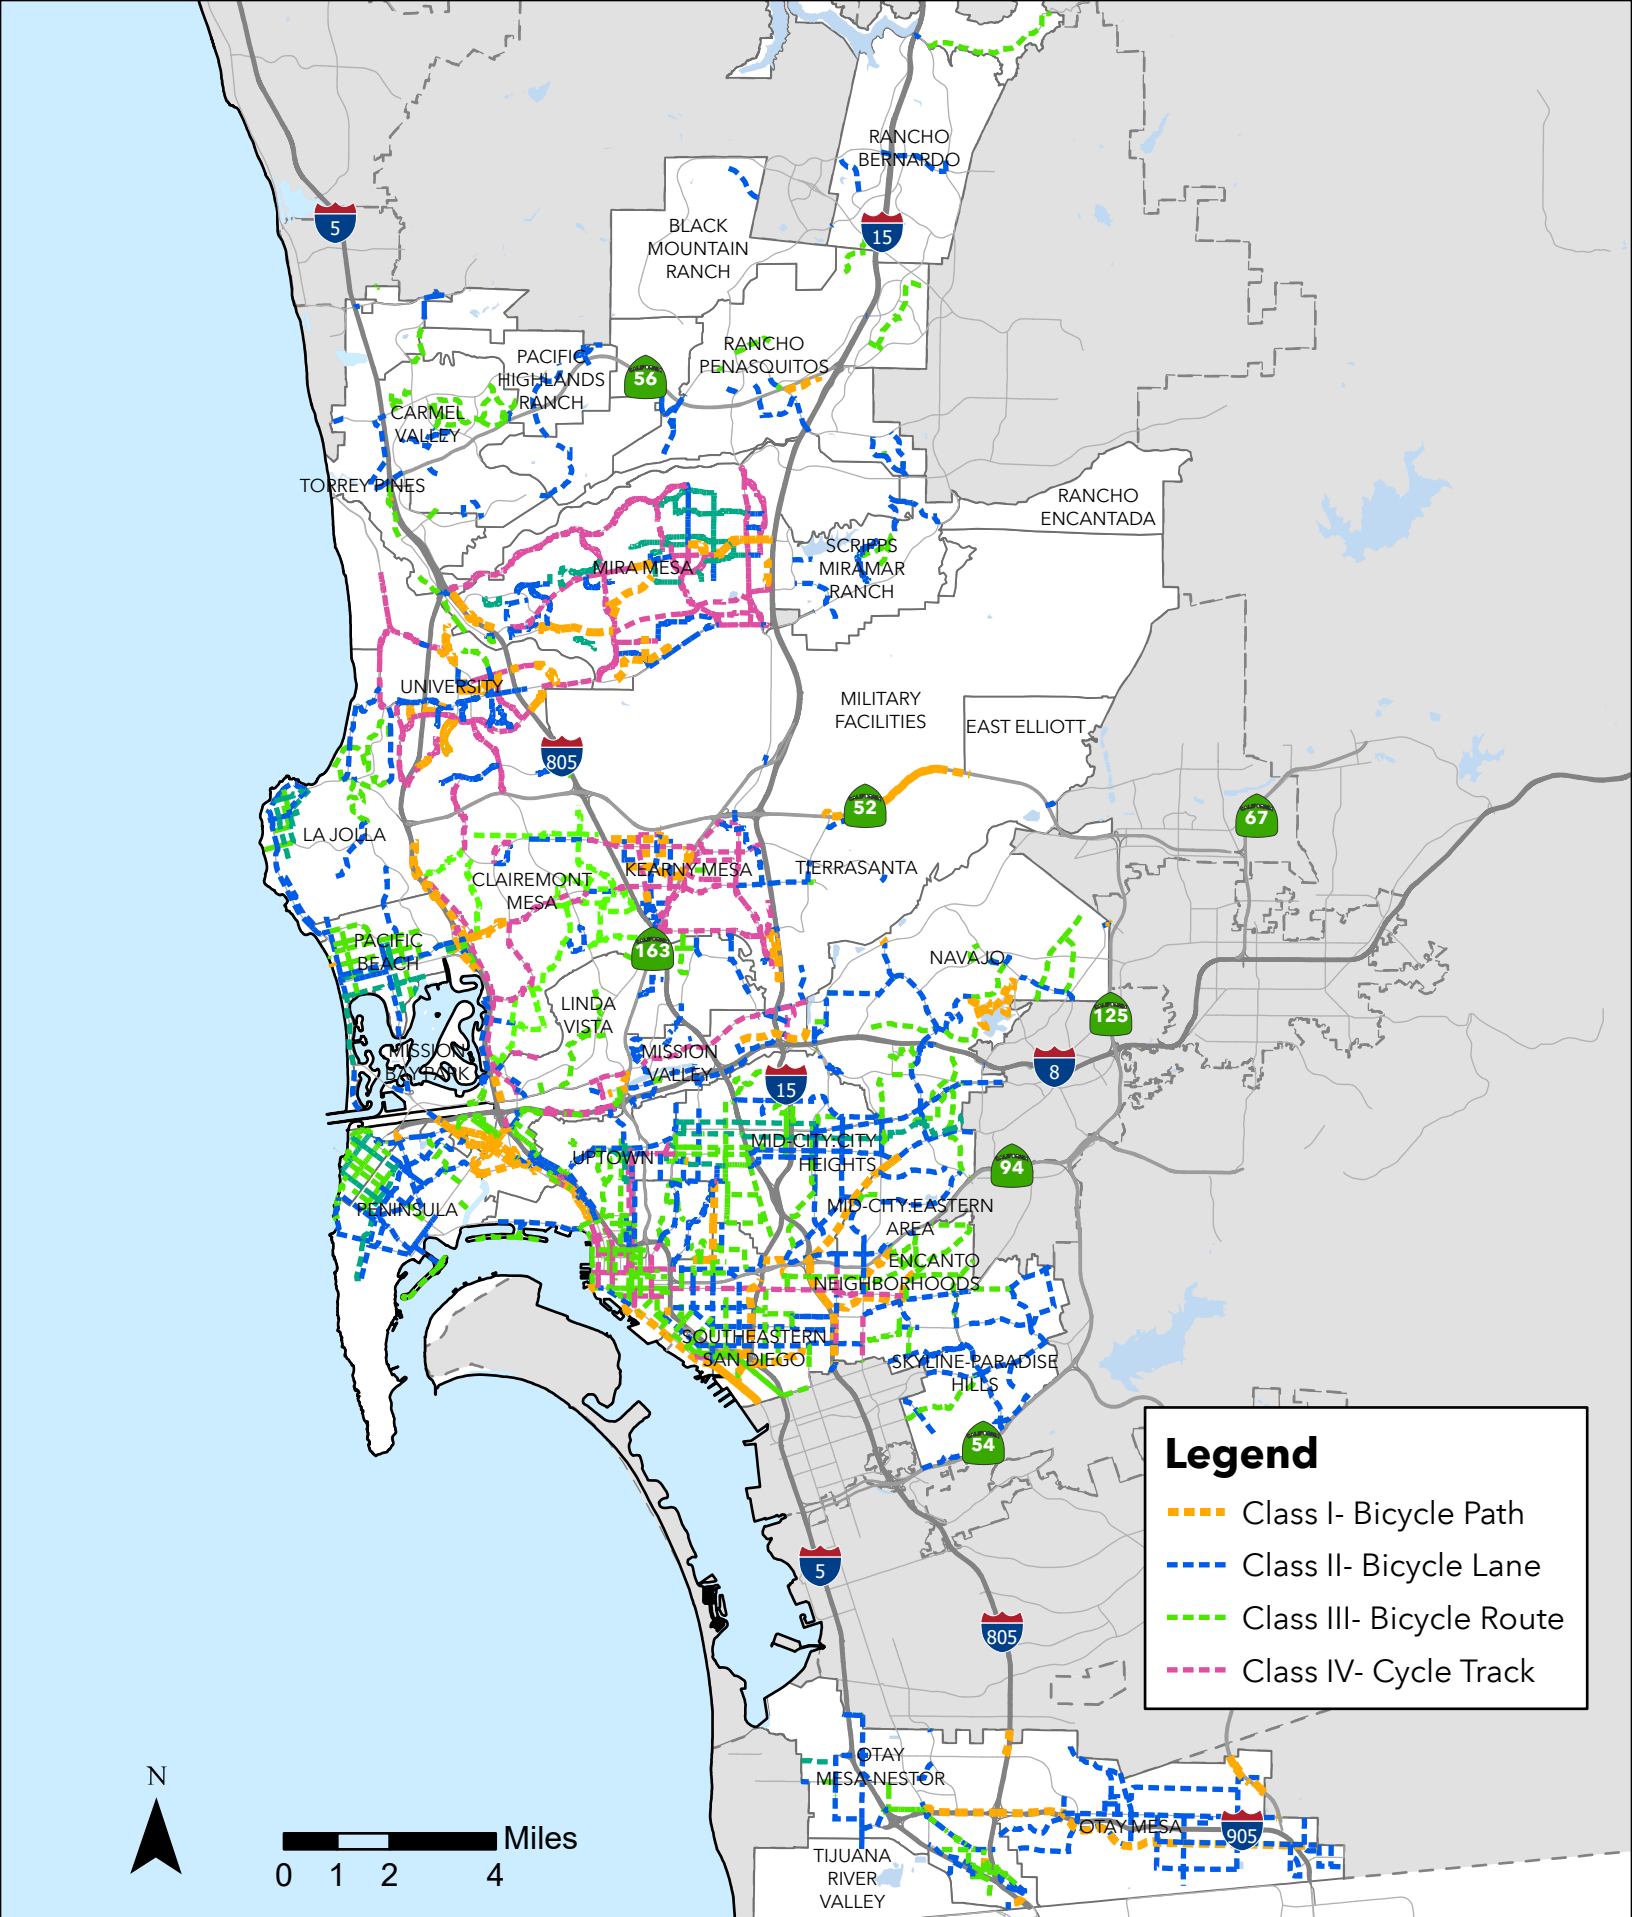 RANCHO
BERNARDO
5
15
BLACK
MOUNTAIN
RANCH
RANCHO
PENASQUITOS
PACIFIC
HIGHLANDS
RANCH
56
CARMEL
VALLEY
TORREY PINES
RANCHO
ENCANTADA
SCRIPPS
MIRAMAR
RANCH
MIRA MESA
UNIVERSITY
MILITARY
FACILITIES
EAST ELLIOTT
805
52
67
LA JOLLA
KEARNY MESA
TIERRASANTA
CLAIREMONT
MESA
PACIFIC
BEACH
163
NAVAJO
LINDA
VISTA
125
MISSION
BAY PARK
MISSION
VALLEY
15
8
MID-CITY:CITY
HEIGHTS
UPTOWN
94
PENINSULA
MID-CITY:EASTERN
AREA
ENCANTO
NEIGHBORHOODS
SOUTHEASTERN
SAN DIEGO
SKYLINE-PARADISE
HILLS
54
Legend
Class I- Bicycle Path
Class II- Bicycle Lane
Class III- Bicycle Route
Class IV- Cycle Track
5
805
OTAY
MESA-NESTOR
OTAY MESA
905
TIJUANA
RIVER
VALLEY
N
Miles
0 1 2 4